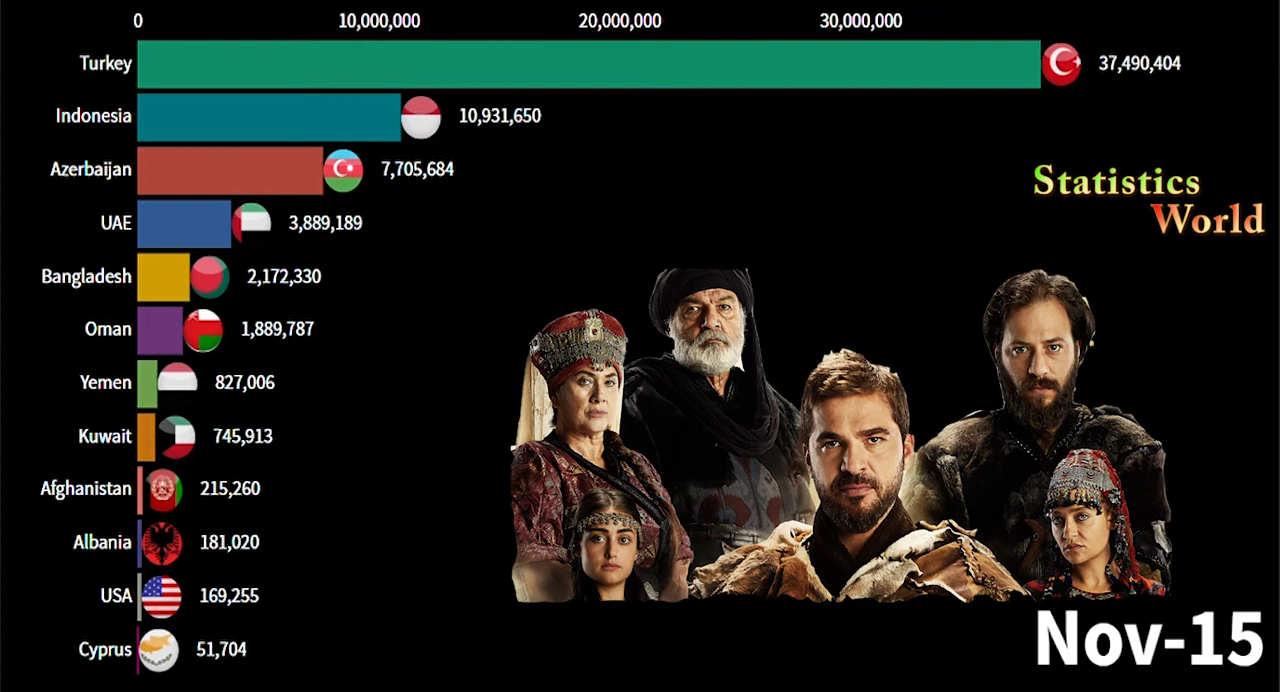 0 10,000,000 20,000,000 30,000,000
Turkey 37,490,404
Indonesia 10,931,650
Azerbaijan 7,705,684
UAE 3,889,189
Bangladesh 2,172,330
Oman 1,889,787
Yemen 827,006
Kuwait 745,913
Afghanistan 215,260
Albania 181,020
USA 169,255
Cyprus 51,704
Statistics
World
Nov-15